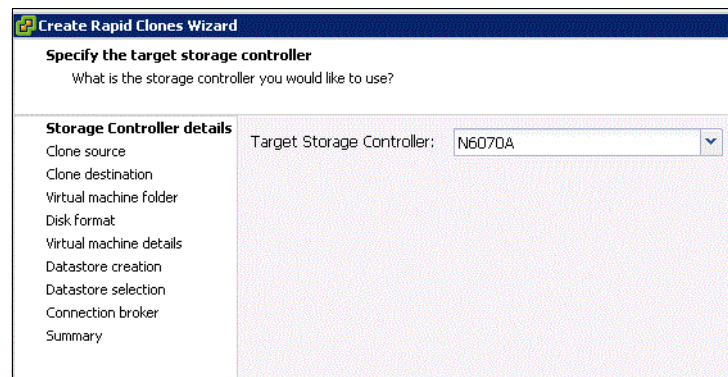 Create Rapid Clones Wizard
Specify the target storage controller
What is the storage controller you would like to use?
Storage Controller details
Clone source
Clone destination
Virtual machine folder
Disk format
Virtual machine details
Datastore creation
Datastore selection
Connection broker
Summary
Target Storage Controller: N6070A